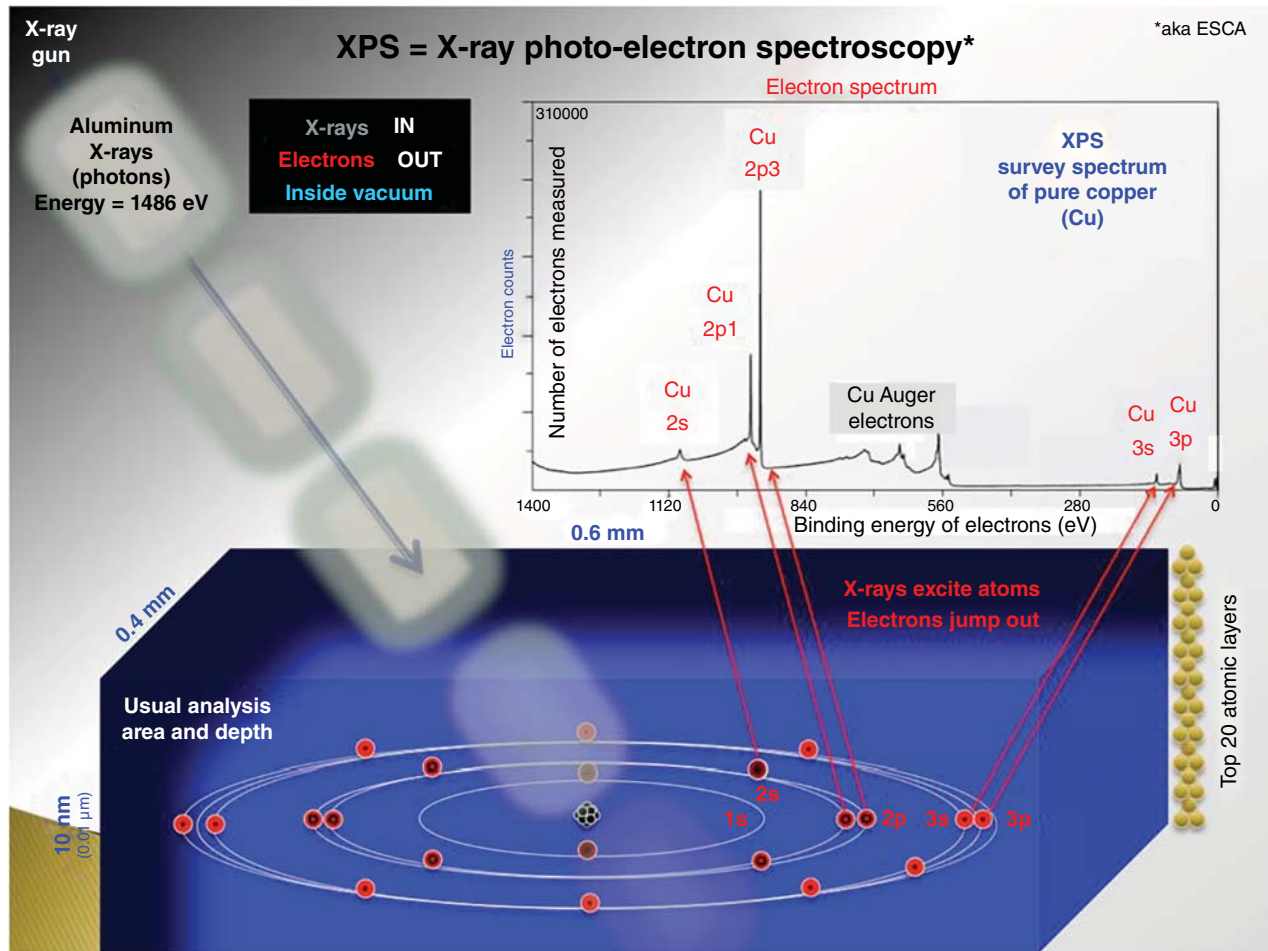 X-ray
gun
XPS = X-ray photo-electron spectroscopy*
*aka ESCA
Aluminum
X-rays
(photons)
Energy = 1486 eV
X-rays IN
Electrons OUT
Inside vacuum
Electron spectrum
310000
Number of electrons measured
Electron counts
Cu
2p3
Cu
2p1
Cu
2s
Cu Auger
electrons
XPS
survey spectrum
of pure copper
(Cu)
Cu
3s
Cu
3p
1400
1120
840
560
280
0
Binding energy of electrons (eV)
0.6 mm
0.4 mm
X-rays excite atoms
Electrons jump out
Usual analysis
area and depth
Top 20 atomic layers
10 nm
(0.01 µm)
1s
2s
2p
3s
3p